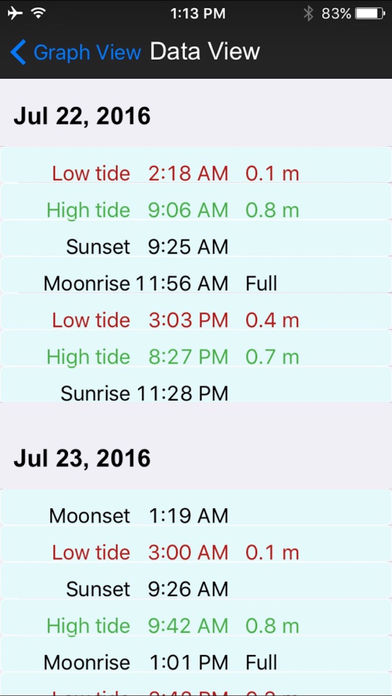 1:13 PM 83%
Graph View Data View
Jul 22, 2016
Low tide 2:18 AM 0.1 m
High tide 9:06 AM 0.8 m
Sunset 9:25 AM
Moonrise 11:56 AM Full
Low tide 3:03 PM 0.4 m
High tide 8:27 PM 0.7 m
Sunrise 11:28 PM
Jul 23, 2016
Moonset 1:19 AM
Low tide 3:00 AM 0.1 m
Sunset 9:26 AM
High tide 9:42 AM 0.8 m
Moonrise 1:01 PM Full
Low tide